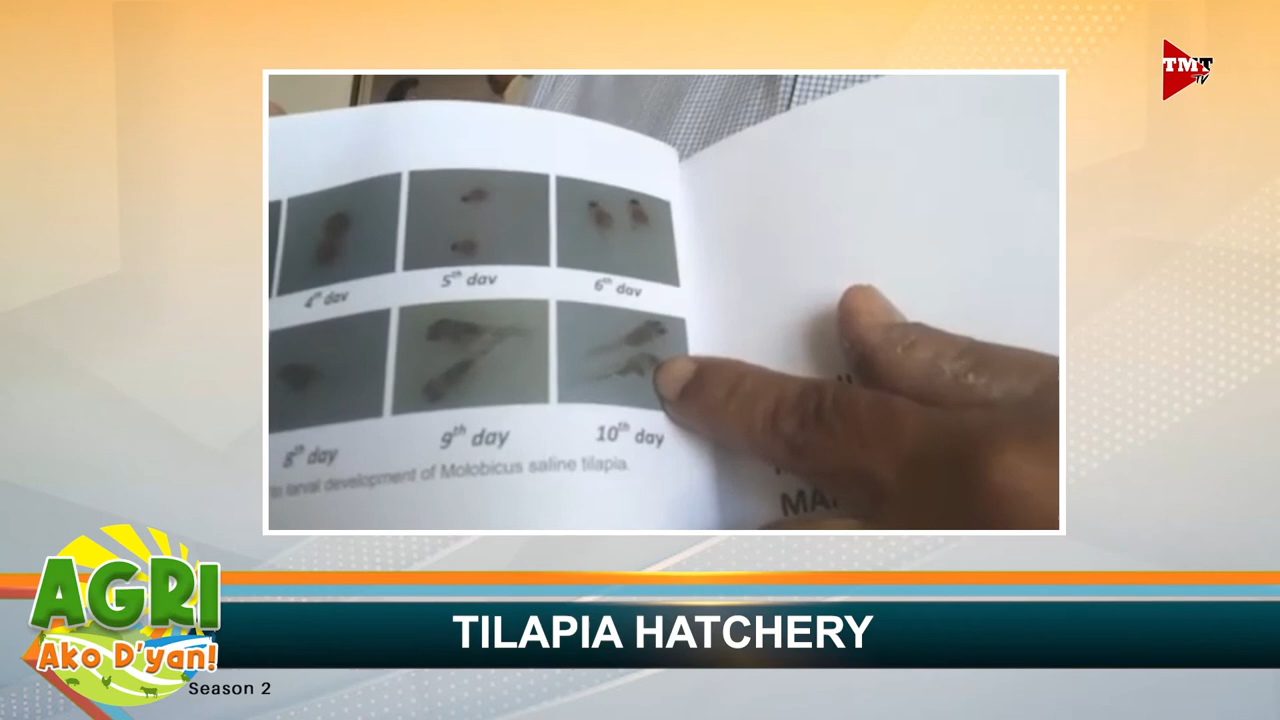 TMT
TV
4th day
5th day
6th day
8th day
9th day
10th day
larval development of Molobicus saline tilapia.
AGRI
Ako D'yan!
Season 2
TILAPIA HATCHERY